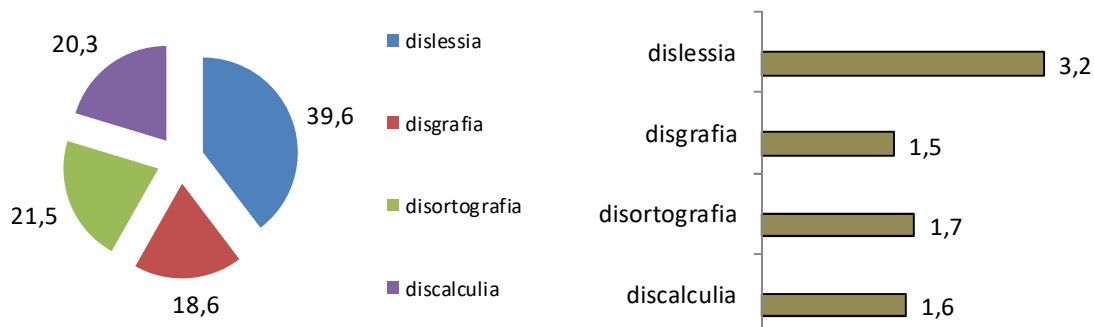 20,3
39,6
21,5
18,6
dislessia
disgrafia
disortografia
discalculia
dislessia 3,2
disgrafia 1,5
disortografia 1,7
discalculia 1,6